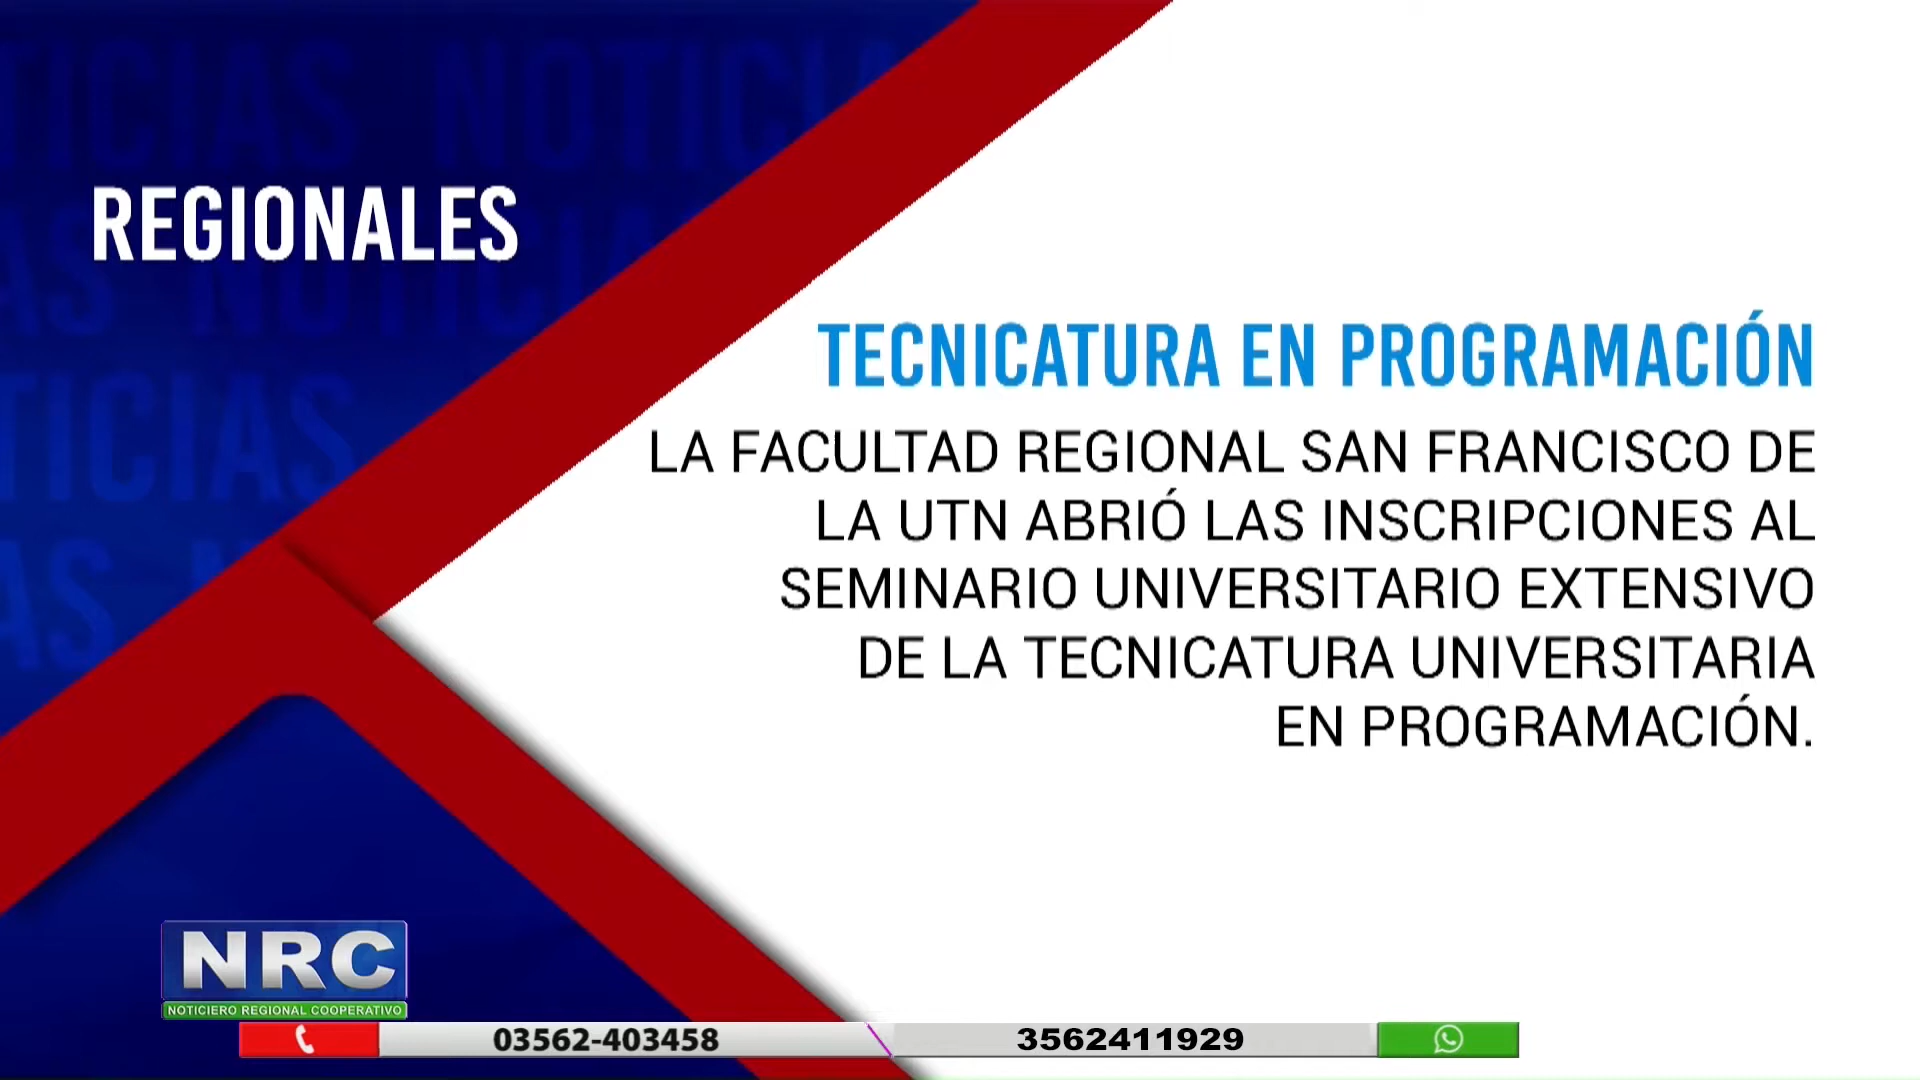 REGIONALES
TECNICATURA EN PROGRAMACIÓN
LA FACULTAD REGIONAL SAN FRANCISCO DE
LA UTN ABRIÓ LAS INSCRIPCIONES AL
SEMINARIO UNIVERSITARIO EXTENSIVO
DE LA TECNICATURA UNIVERSITARIA
EN PROGRAMACIÓN.
NRC
NOTICIERO REGIONAL COOPERATIVO
03562-403458
3562411929